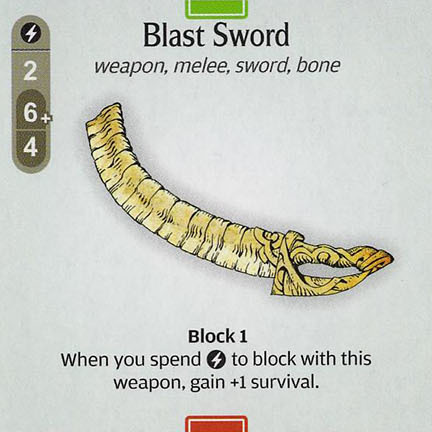 Blast Sword
weapon, melee, sword, bone
2
6+
4
Block 1
When you spend to block with this
weapon, gain +1 survival.